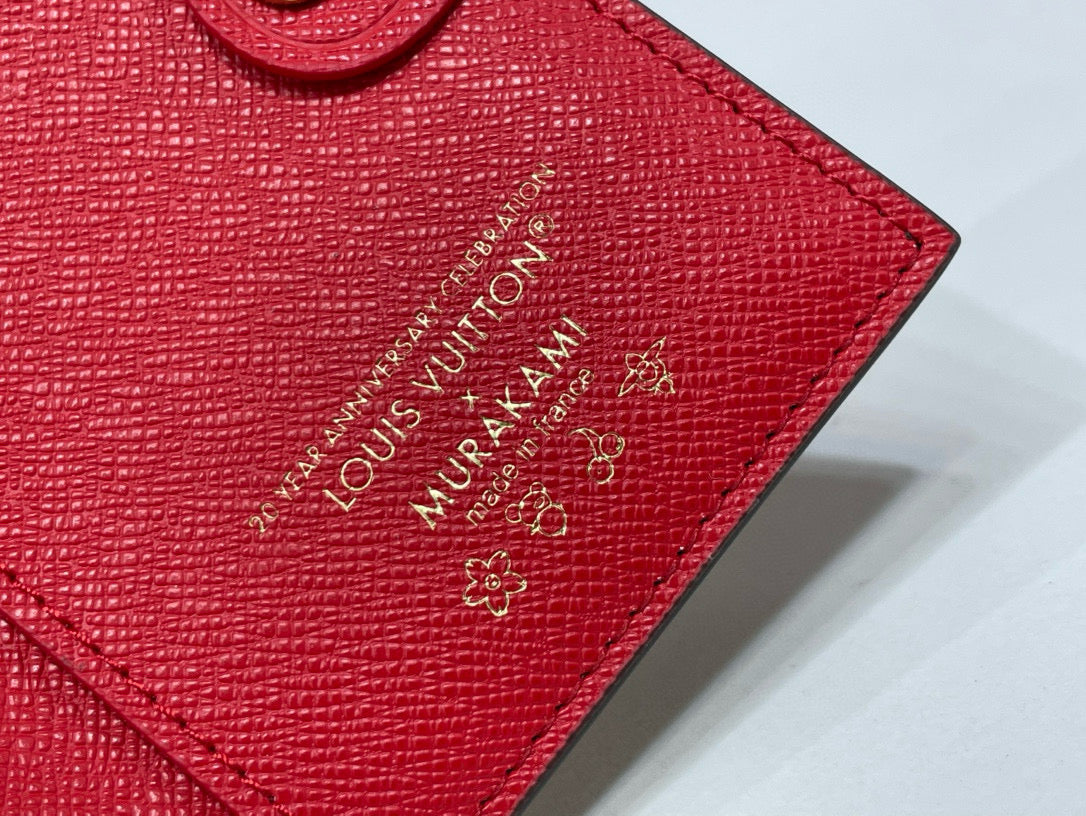 20 YEAR ANNIVERSARY CELEBRATION
LOUIS VUITTON®
x
MURAKAMI
made in france